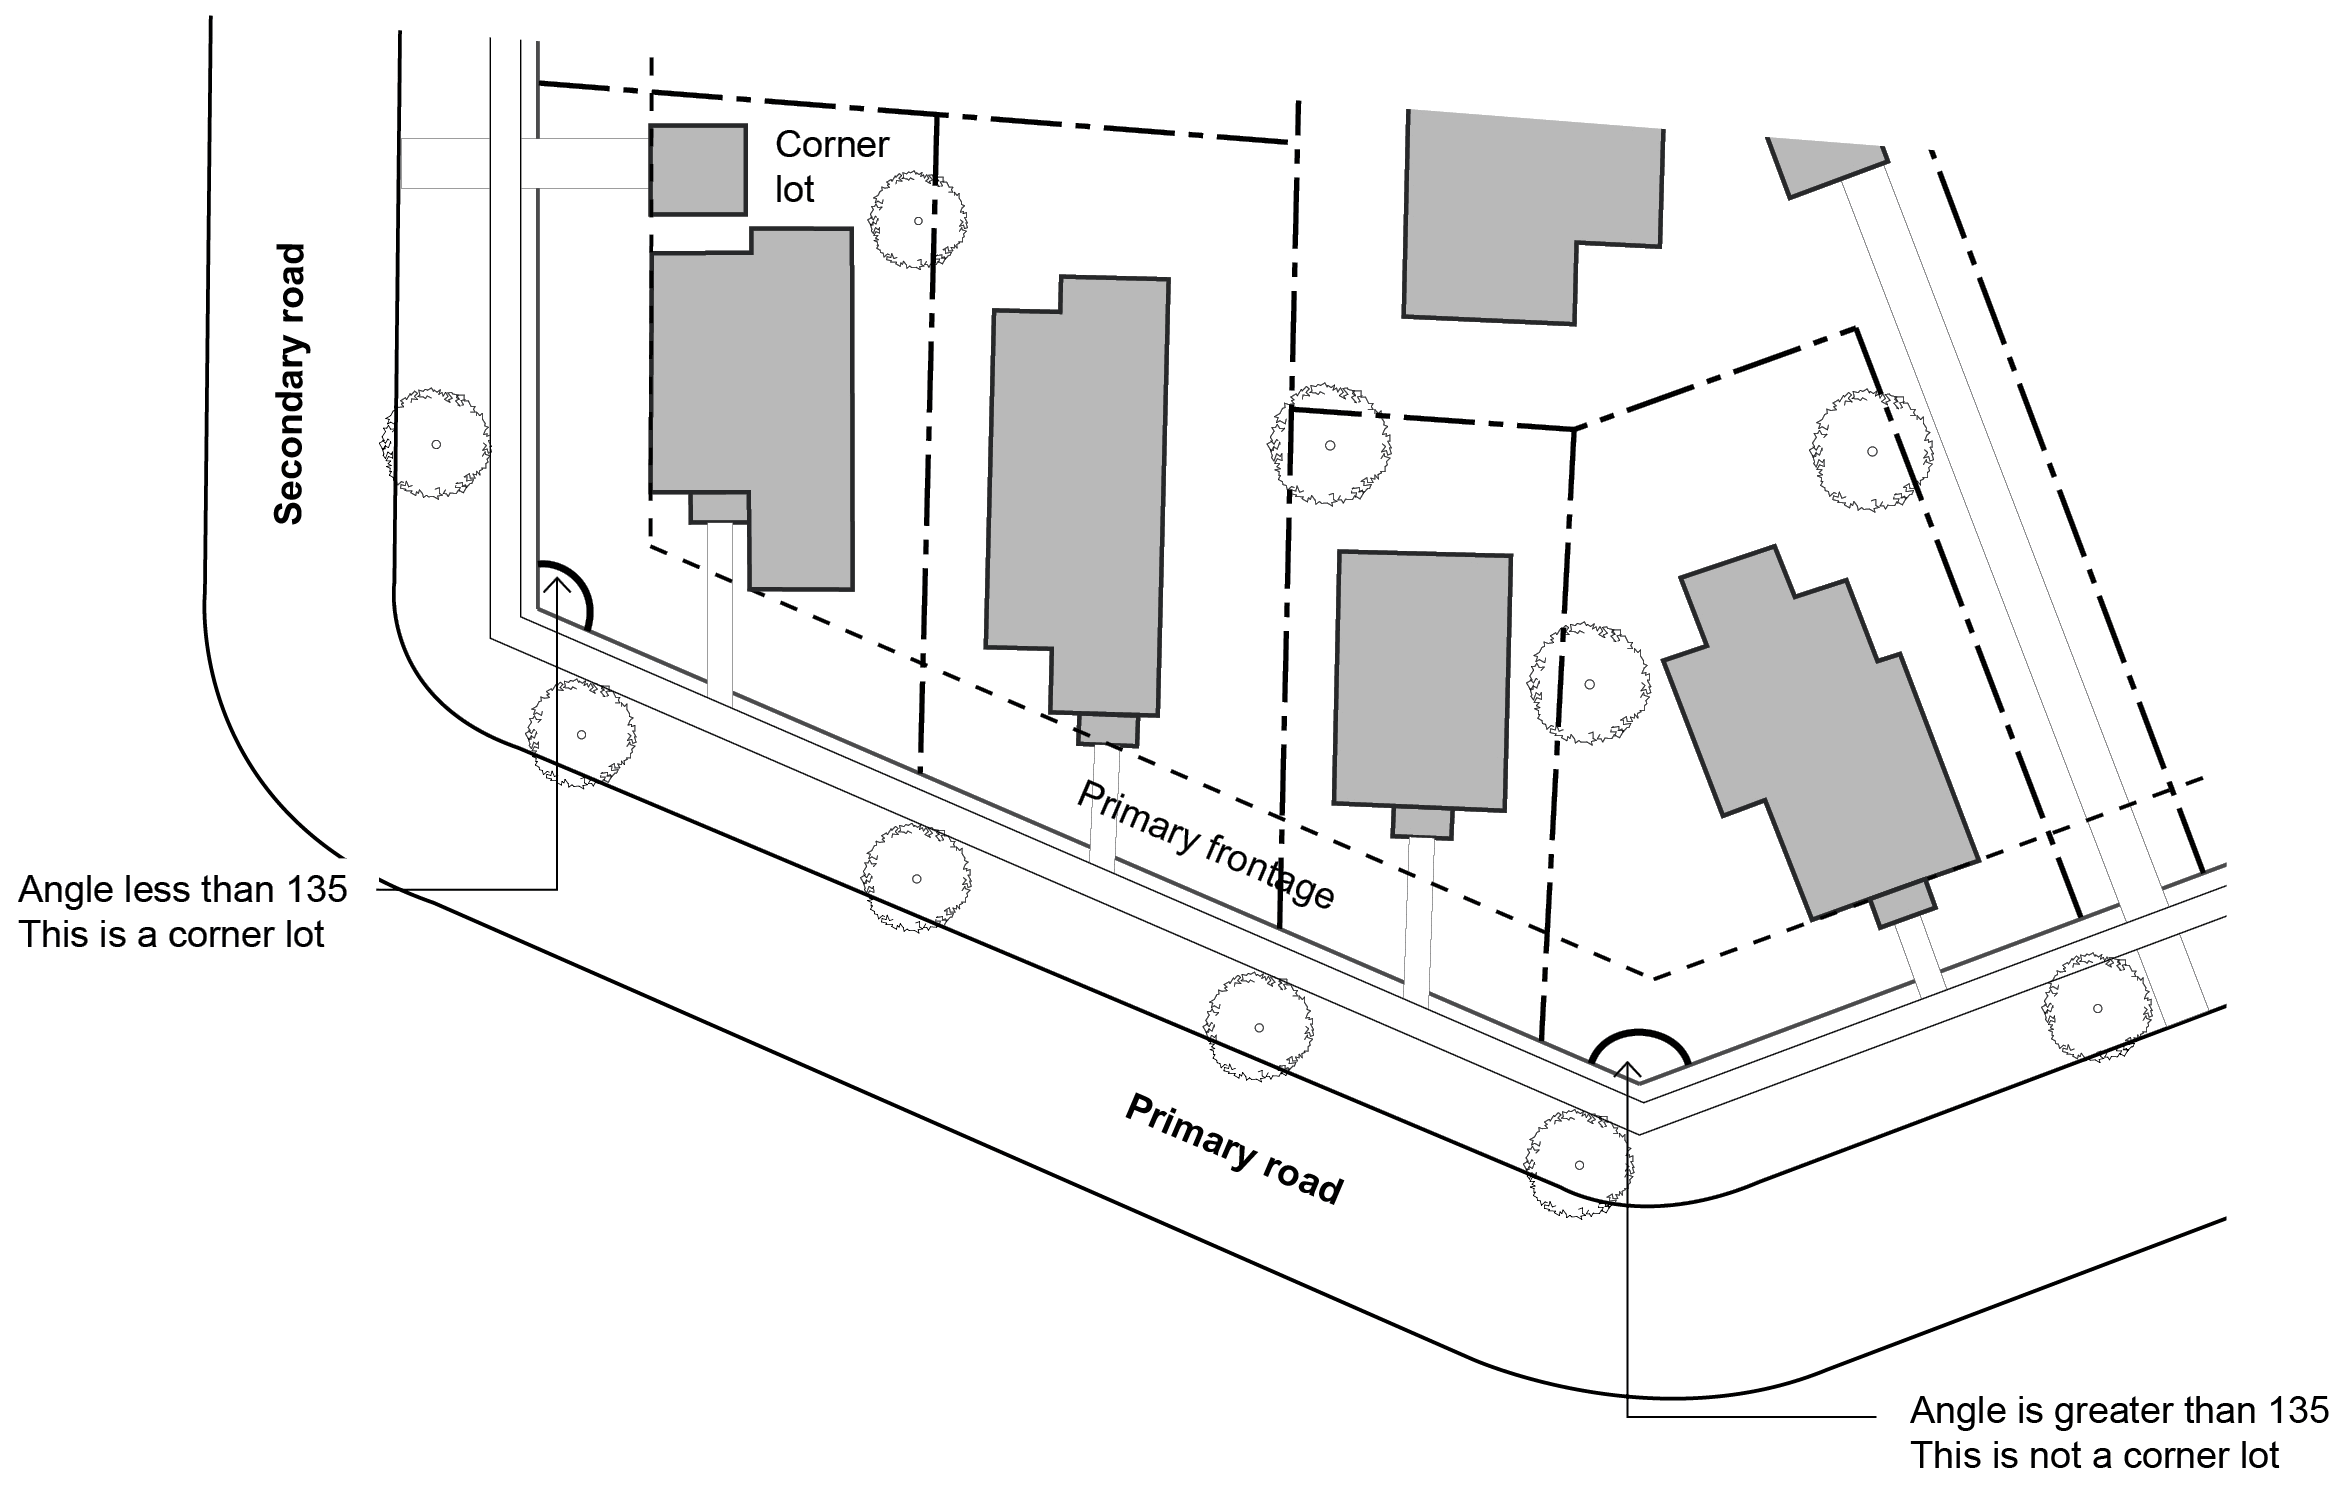 Corner
lot
Secondary road
Angle less than 135
This is a corner lot
Primary frontage
Primary road
Angle is greater than 135
This is not a corner lot